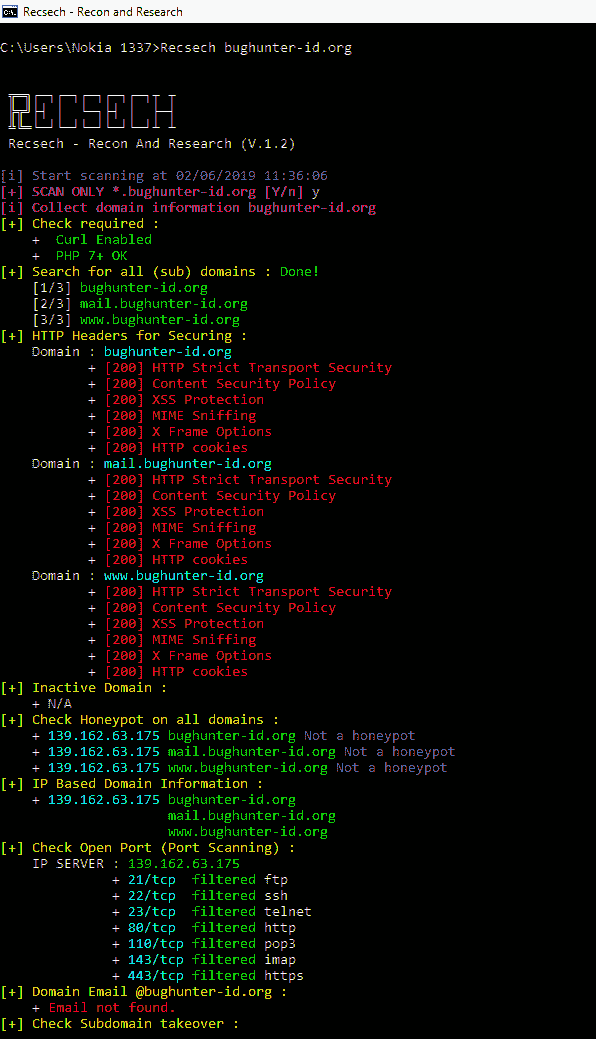 Recsech - Recon and Research
C:\Users\Nokia 1337>Recsech bughunter-id.org
RECSECH
Recsech - Recon And Research (V.1.2)
[i] Start scanning at 02/06/2019 11:36:06
[+] SCAN ONLY *.bughunter-id.org [Y/n] y
[i] Collect domain information bughunter-id.org
[+] Check required :
+ Curl Enabled
+ PHP 7+ OK
[+] Search for all (sub) domains : Done!
[1/3] bughunter-id.org
[2/3] mail.bughunter-id.org
[3/3] www.bughunter-id.org
[+] HTTP Headers for Securing :
Domain : bughunter-id.org
+ [200] HTTP Strict Transport Security
+ [200] Content Security Policy
+ [200] XSS Protection
+ [200] MIME Sniffing
+ [200] X Frame Options
+ [200] HTTP cookies
Domain : mail.bughunter-id.org
+ [200] HTTP Strict Transport Security
+ [200] Content Security Policy
+ [200] XSS Protection
+ [200] MIME Sniffing
+ [200] X Frame Options
+ [200] HTTP cookies
Domain : www.bughunter-id.org
+ [200] HTTP Strict Transport Security
+ [200] Content Security Policy
+ [200] XSS Protection
+ [200] MIME Sniffing
+ [200] X Frame Options
+ [200] HTTP cookies
[+] Inactive Domain :
+ N/A
[+] Check Honeypot on all domains :
+ 139.162.63.175 bughunter-id.org Not a honeypot
+ 139.162.63.175 mail.bughunter-id.org Not a honeypot
+ 139.162.63.175 www.bughunter-id.org Not a honeypot
[+] IP Based Domain Information :
+ 139.162.63.175 bughunter-id.org
mail.bughunter-id.org
www.bughunter-id.org
[+] Check Open Port (Port Scanning) :
IP SERVER : 139.162.63.175
+ 21/tcp filtered ftp
+ 22/tcp filtered ssh
+ 23/tcp filtered telnet
+ 80/tcp filtered http
+ 110/tcp filtered pop3
+ 143/tcp filtered imap
+ 443/tcp filtered https
[+] Domain Email @bughunter-id.org :
+ Email not found.
[+] Check Subdomain takeover :